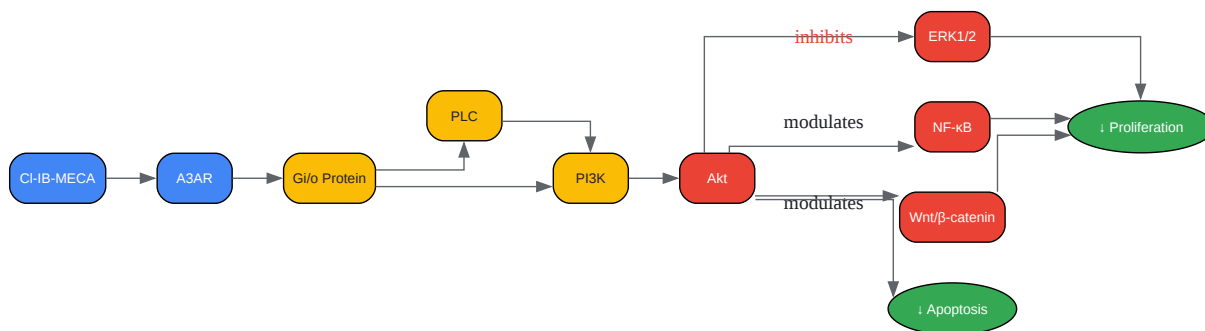 Cl-IB-MECA
A3AR
Gi/o Protein
PLC
PI3K
Akt
inhibits
modulates
modulates
ERK1/2
NF-κB
Wnt/β-catenin
↓ Proliferation
↓ Apoptosis